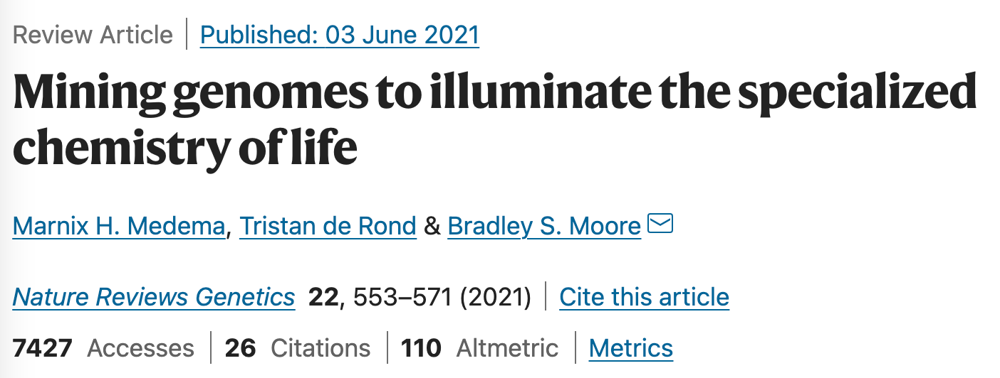 Review Article | Published: 03 June 2021
Mining genomes to illuminate the specialized
chemistry of life
Marnix H. Medema, Tristan de Rond & Bradley S. Moore
Nature Reviews Genetics 22, 553–571 (2021) | Cite this article
7427 Accesses | 26 Citations | 110 Altmetric | Metrics